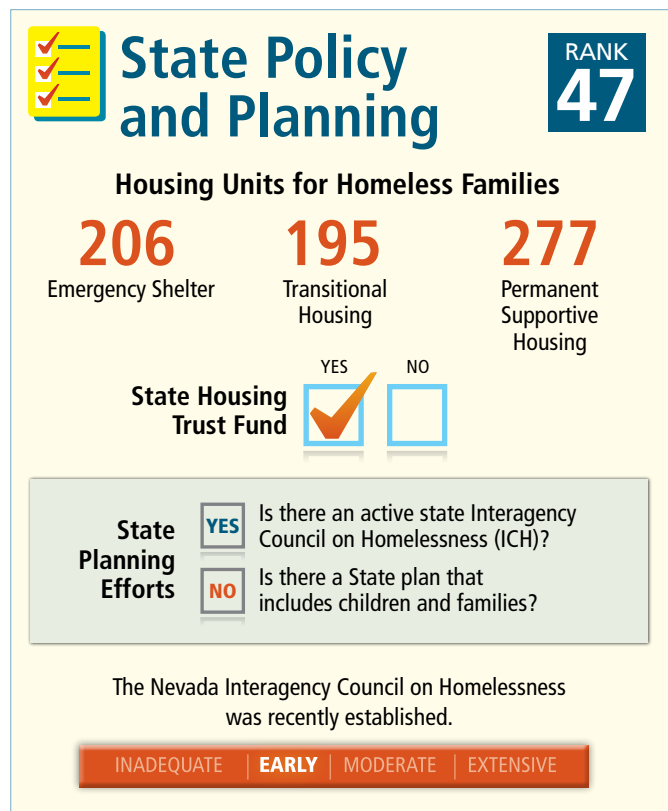 State Policy
and Planning
RANK
47
Housing Units for Homeless Families
206
Emergency Shelter
195
Transitional
Housing
277
Permanent
Supportive
Housing
YES
NO
State Housing
Trust Fund
State
Planning
Efforts
YES
Is there an active state Interagency
Council on Homelessness (ICH)?
NO
Is there a State plan that
includes children and families?
The Nevada Interagency Council on Homelessness
was recently established.
INADEQUATE | EARLY | MODERATE | EXTENSIVE